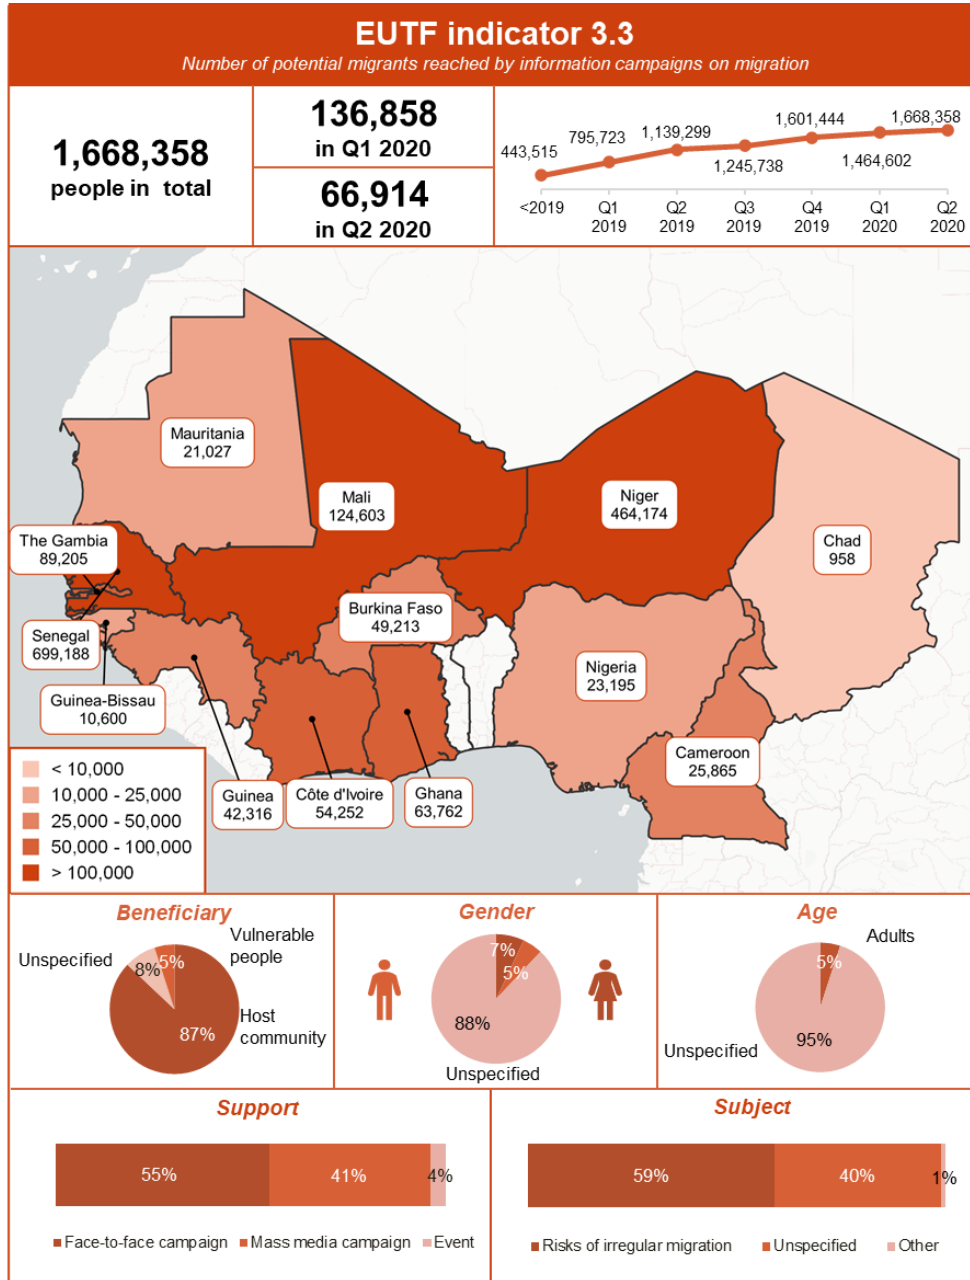 EUTF indicator 3.3
Number of potential migrants reached by information campaigns on migration
1,668,358
people in total
136,858
in Q1 2020
66,914
in Q2 2020
443,515
795,723
1,139,299
1,245,738
1,601,444
1,464,602
1,668,358
<2019
Q1
2019
Q2
2019
Q3
2019
Q4
2019
Q1
2020
Q2
2020
Mauritania
21,027
Mali
124,603
Niger
464,174
Chad
958
The Gambia
89,205
Senegal
699,188
Guinea-Bissau
10,600
Burkina Faso
49,213
Nigeria
23,195
Cameroon
25,865
Guinea
42,316
Côte d'Ivoire
54,252
Ghana
63,762
< 10,000
10,000 - 25,000
25,000 - 50,000
50,000 - 100,000
> 100,000
Beneficiary
Unspecified
Vulnerable
people
8%
5%
Host
community
87%
Gender
7%
5%
88%
Unspecified
Age
Adults
5%
95%
Unspecified
Support
55%
41%
4%
Face-to-face campaign
Mass media campaign
Event
Subject
59%
40%
1%
Risks of irregular migration
Unspecified
Other